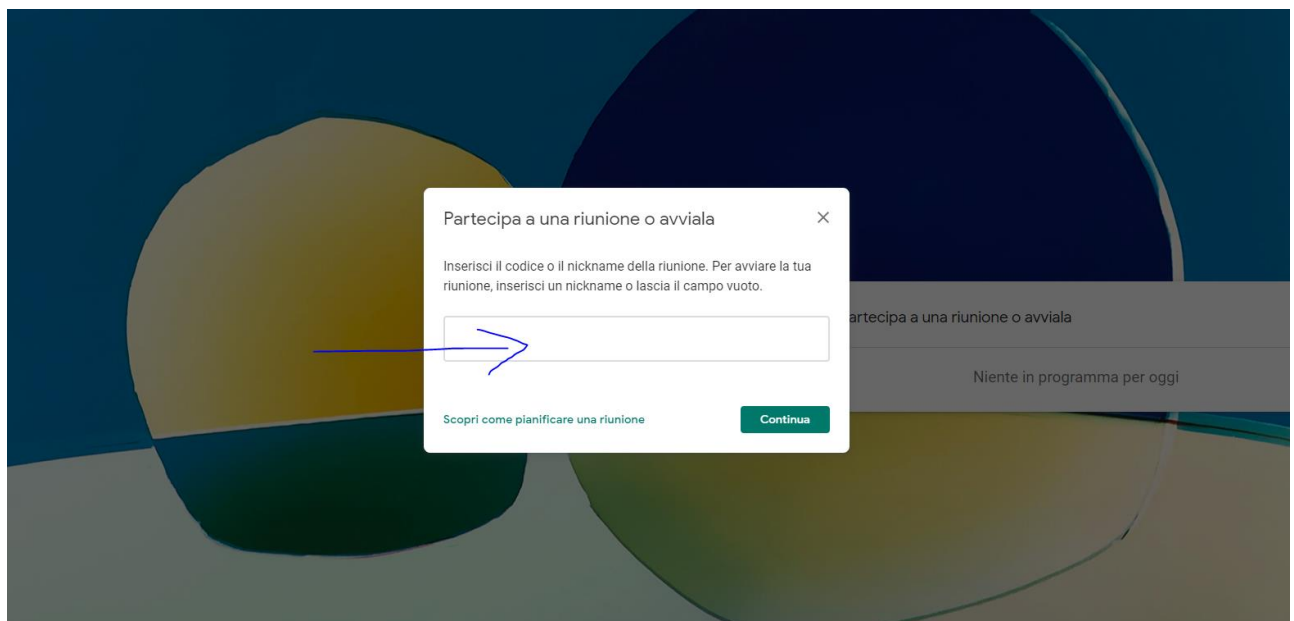 Partecipa a una riunione o avviala
Inserisci il codice o il nickname della riunione. Per avviare la tua
riunione, inserisci un nickname o lascia il campo vuoto.
Scopri come pianificare una riunione
Continua
artecipa a una riunione o avviala
Niente in programma per oggi